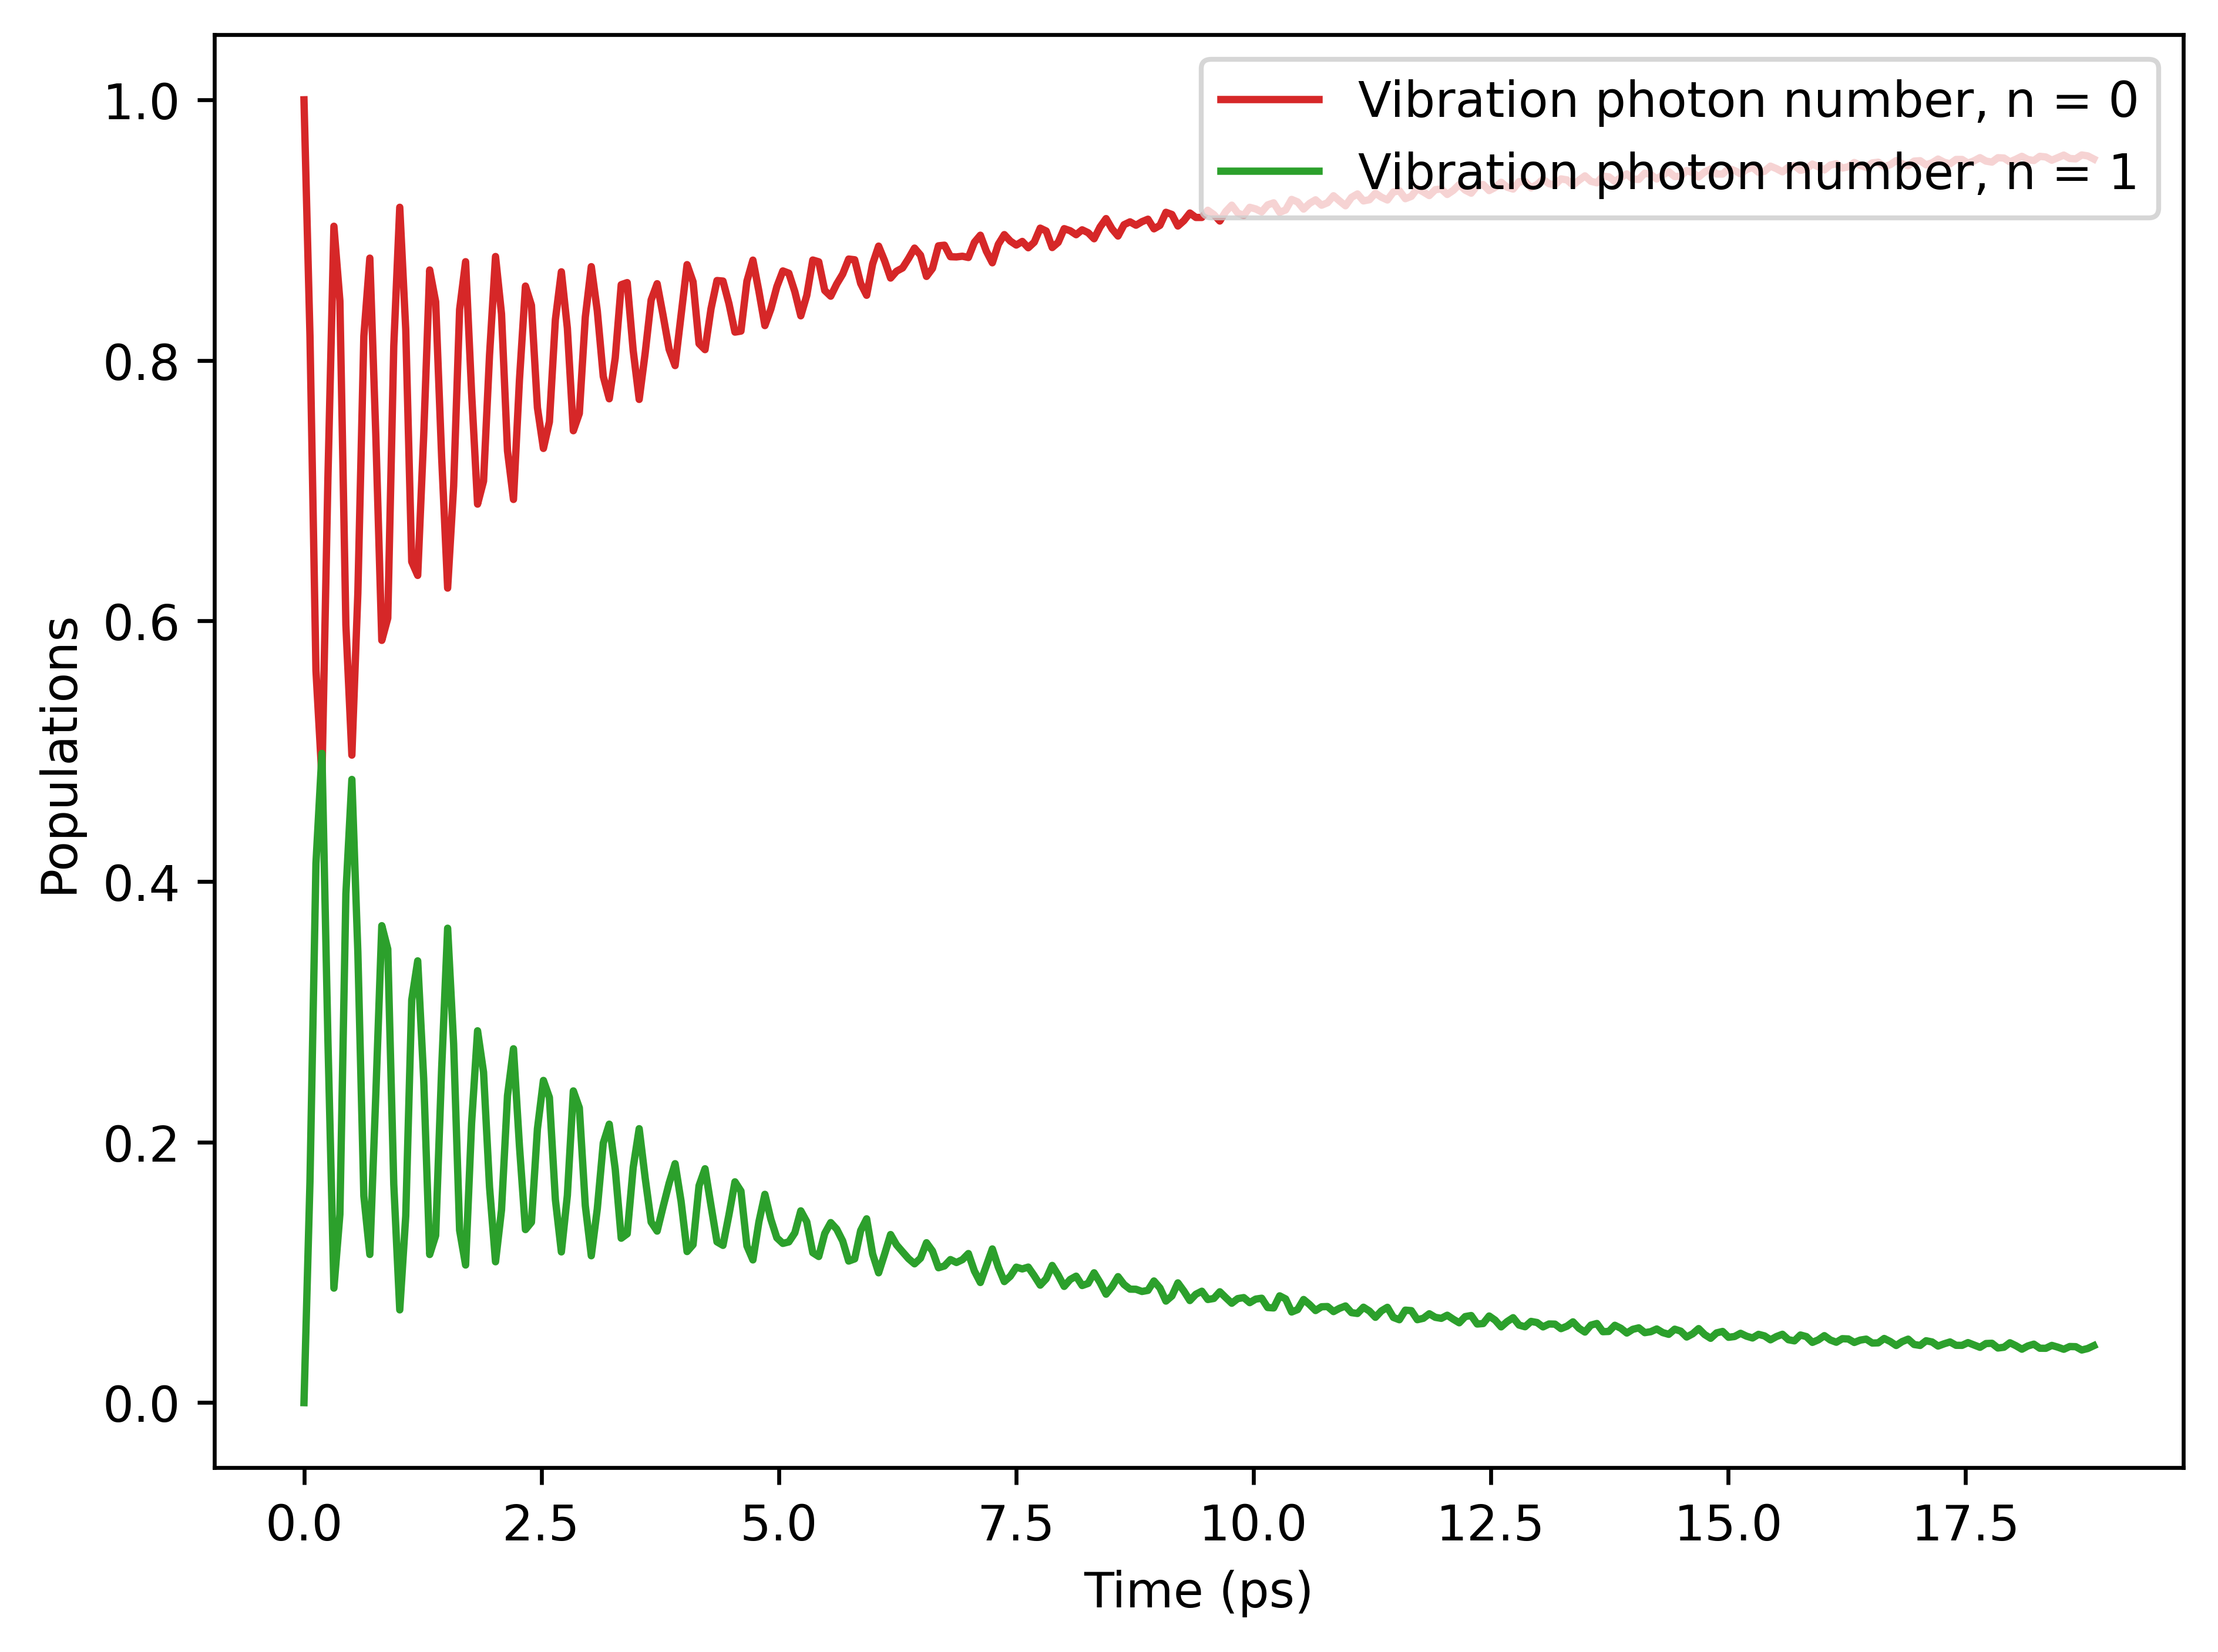 Vibration photon number, n = 0
Vibration photon number, n = 1
1.0
0.8
0.6
0.4
0.2
0.0
Populations
0.0 2.5 5.0 7.5 10.0 12.5 15.0 17.5
Time (ps)